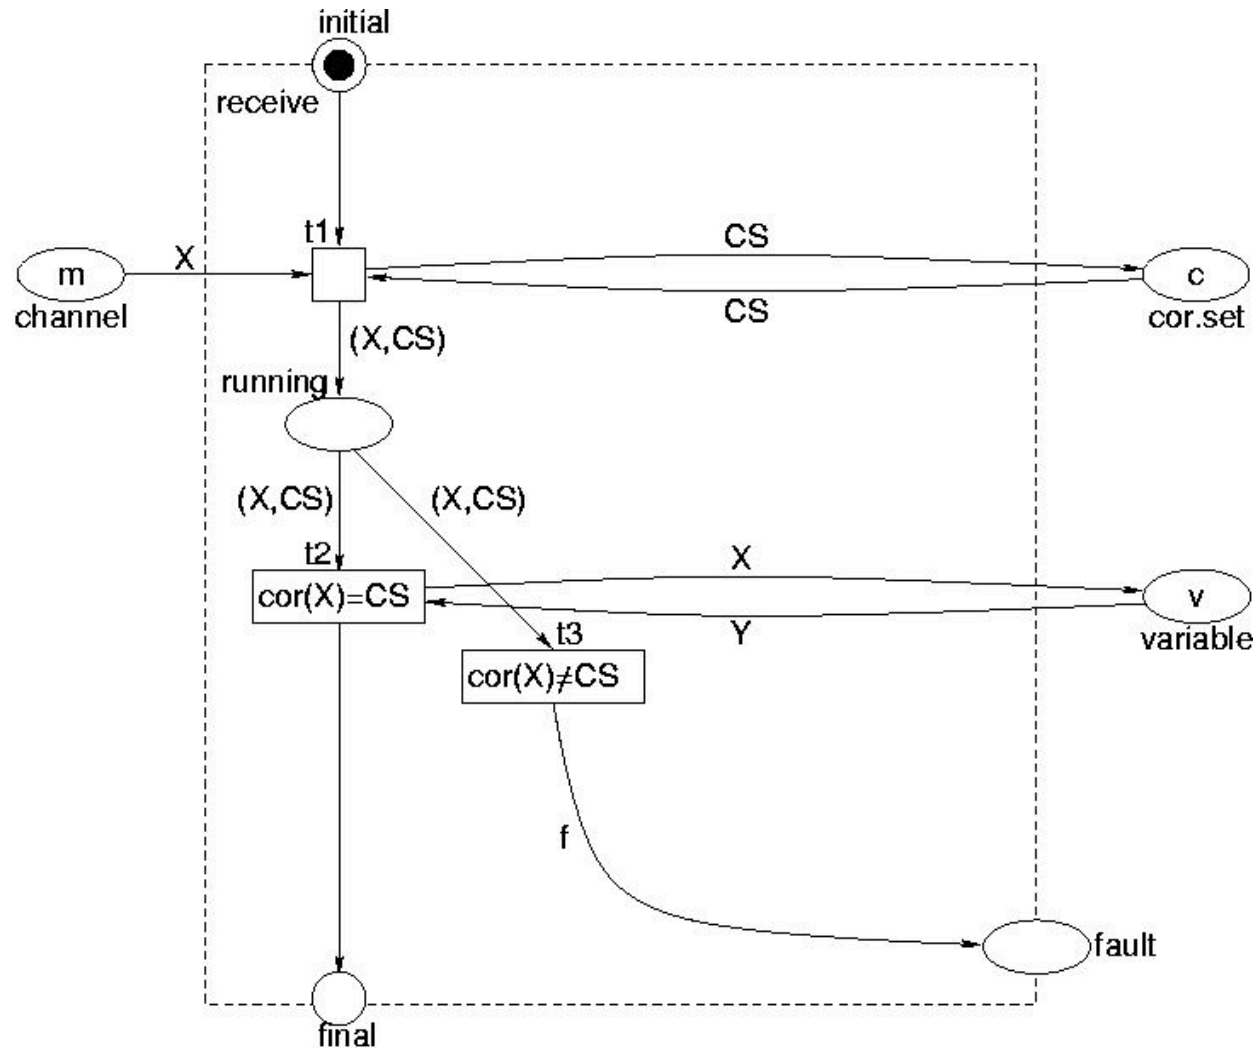 initial
receive
t1
CS
X
m
c
channel
CS
cor.set
(X,CS)
running
(X,CS)
(X,CS)
t2
X
cor(X)=CS
v
Y
t3
variable
cor(X)≠CS
f
fault
final